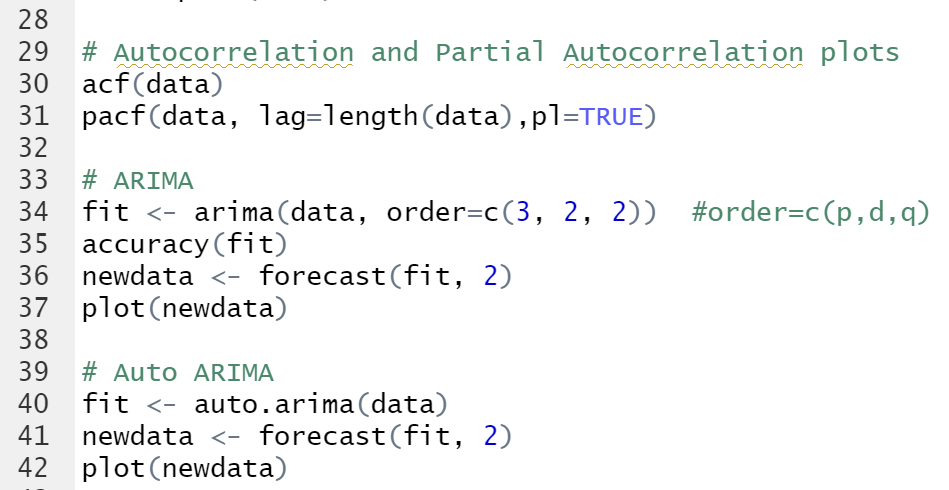 28
29 # Autocorrelation and Partial Autocorrelation plots
30 acf(data)
31 pacf(data, lag=length(data),pl=TRUE)
32
33 # ARIMA
34 fit <- arima(data, order=c(3, 2, 2))  #order=c(p,d,q)
35 accuracy(fit)
36 newdata <- forecast(fit, 2)
37 plot(newdata)
38
39 # Auto ARIMA
40 fit <- auto.arima(data)
41 newdata <- forecast(fit, 2)
42 plot(newdata)